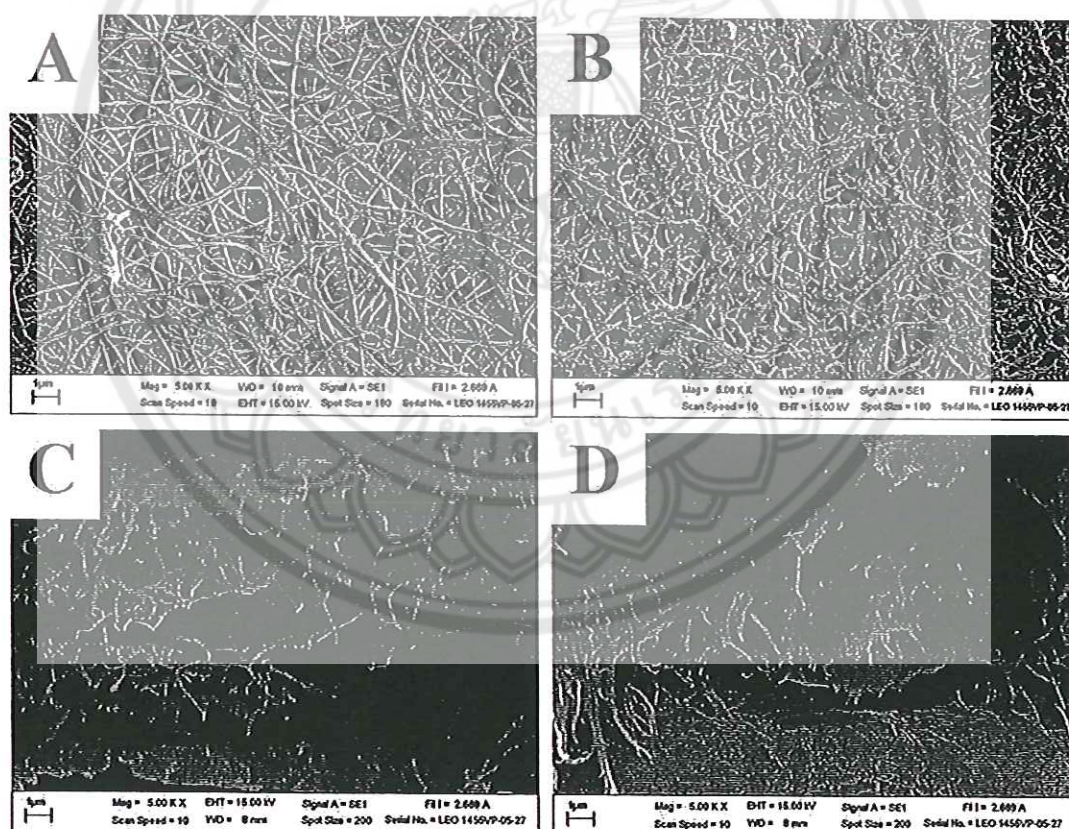 A
B
1µm Mag = 5.00 K X WD = 10 mm Signal A = SE1 Fil I = 2.669 A
Scan Speed = 10 EHT = 15.00 kV Spot Size = 180 Serial No. = LEO 1455VP-05-27
1µm Mag = 5.00 K X WD = 10 mm Signal A = SE1 Fil I = 2.669 A
Scan Speed = 10 EHT = 15.00 kV Spot Size = 180 Serial No. = LEO 1455VP-05-27
C
D
1µm Mag = 5.00 K X EHT = 15.00 kV Signal A = SE1 Fil I = 2.669 A
Scan Speed = 10 WD = 8 mm Spot Size = 200 Serial No. = LEO 1455VP-05-27
1µm Mag = 5.00 K X EHT = 15.00 kV Signal A = SE1 Fil I = 2.669 A
Scan Speed = 10 WD = 8 mm Spot Size = 200 Serial No. = LEO 1455VP-05-27